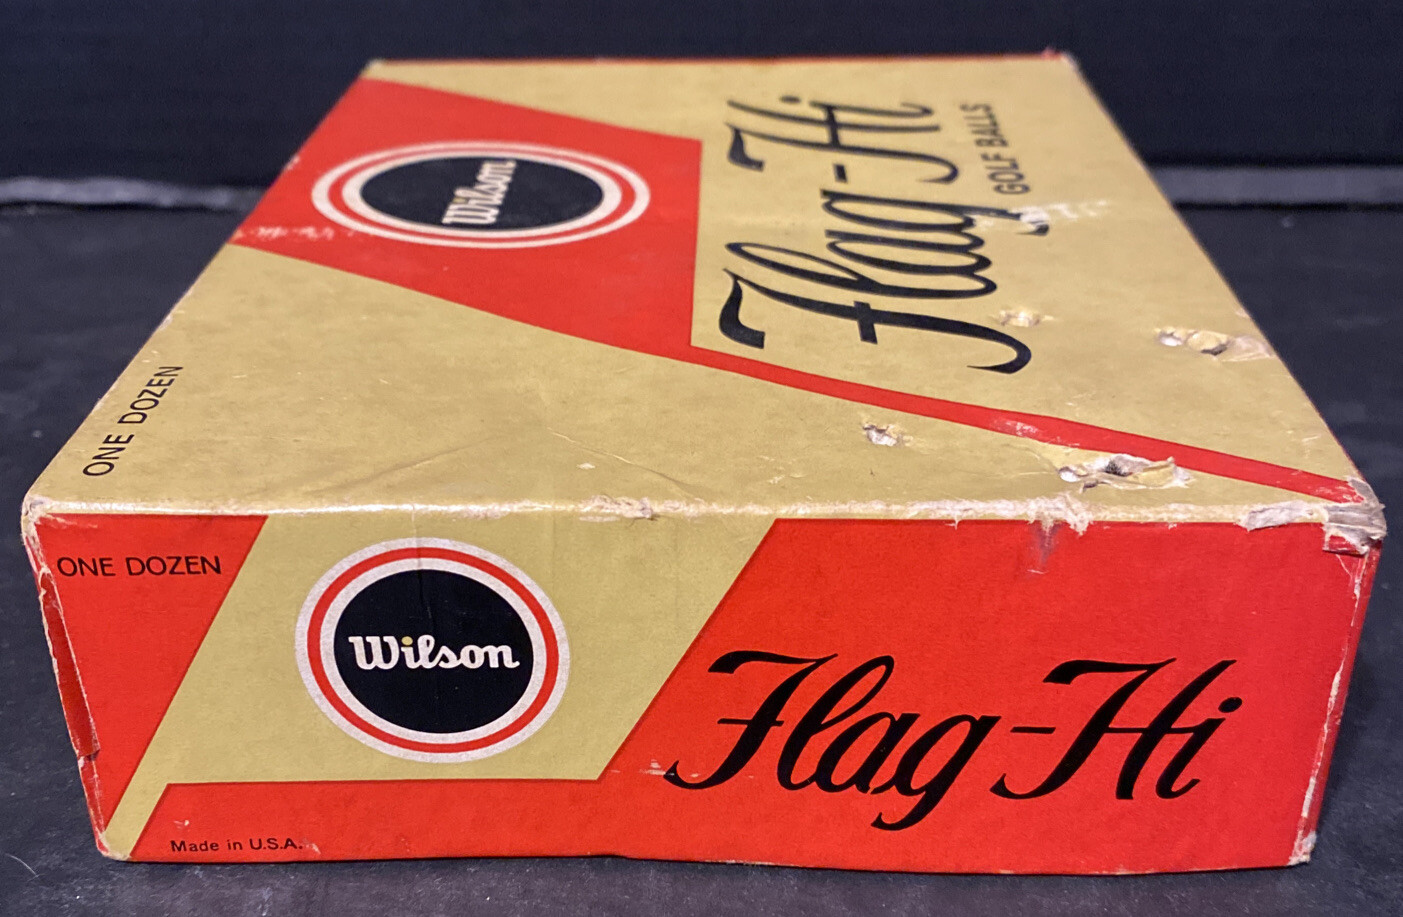 Wilson
Flag-Hi
GOLF BALLS
ONE DOZEN
ONE DOZEN
Wilson
Flag-Hi
Made in U.S.A.